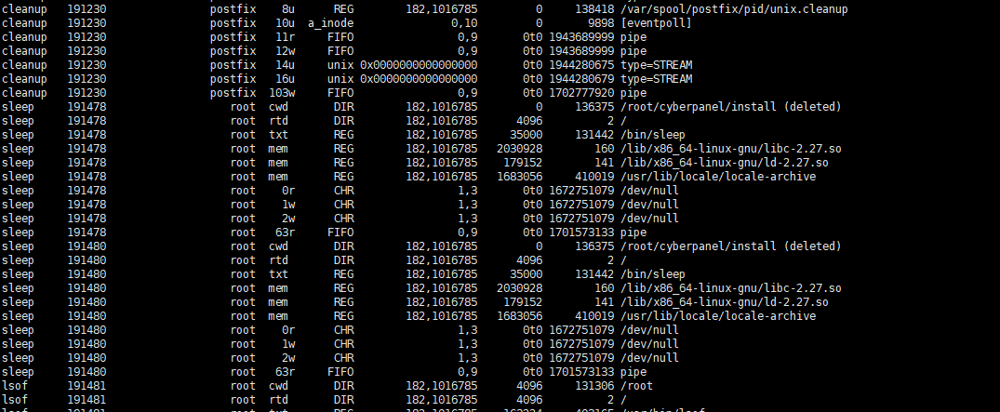 cleanup 191230 postfix 8u REG 182,1016785 0 138418 /var/spool/postfix/pid/unix.cleanup
cleanup 191230 postfix 10u a_inode 0,10 0 9898 [eventpoll]
cleanup 191230 postfix 11r FIFO 0,9 0t0 1943689999 pipe
cleanup 191230 postfix 12w FIFO 0,9 0t0 1943689999 pipe
cleanup 191230 postfix 14u unix 0x0000000000000000 0t0 1944280675 type=STREAM
cleanup 191230 postfix 16u unix 0x0000000000000000 0t0 1944280679 type=STREAM
cleanup 191230 postfix 103w FIFO 0,9 0t0 1702777920 pipe
sleep 191478 root cwd DIR 182,1016785 0 136375 /root/cyberpanel/install (deleted)
sleep 191478 root rtd DIR 182,1016785 4096 2 /
sleep 191478 root txt REG 182,1016785 35000 131442 /bin/sleep
sleep 191478 root mem REG 182,1016785 2030928 160 /lib/x86_64-linux-gnu/libc-2.27.so
sleep 191478 root mem REG 182,1016785 179152 141 /lib/x86_64-linux-gnu/ld-2.27.so
sleep 191478 root mem REG 182,1016785 1683056 410019 /usr/lib/locale/locale-archive
sleep 191478 root 0r CHR 1,3 0t0 1672751079 /dev/null
sleep 191478 root 1w CHR 1,3 0t0 1672751079 /dev/null
sleep 191478 root 2w CHR 1,3 0t0 1672751079 /dev/null
sleep 191478 root 63r FIFO 0,9 0t0 1701573133 pipe
sleep 191480 root cwd DIR 182,1016785 0 136375 /root/cyberpanel/install (deleted)
sleep 191480 root rtd DIR 182,1016785 4096 2 /
sleep 191480 root txt REG 182,1016785 35000 131442 /bin/sleep
sleep 191480 root mem REG 182,1016785 2030928 160 /lib/x86_64-linux-gnu/libc-2.27.so
sleep 191480 root mem REG 182,1016785 179152 141 /lib/x86_64-linux-gnu/ld-2.27.so
sleep 191480 root mem REG 182,1016785 1683056 410019 /usr/lib/locale/locale-archive
sleep 191480 root 0r CHR 1,3 0t0 1672751079 /dev/null
sleep 191480 root 1w CHR 1,3 0t0 1672751079 /dev/null
sleep 191480 root 2w CHR 1,3 0t0 1672751079 /dev/null
sleep 191480 root 63r FIFO 0,9 0t0 1701573133 pipe
lsof 191481 root cwd DIR 182,1016785 4096 131306 /root
lsof 191481 root rtd DIR 182,1016785 4096 2 /
lsof 191481 root txt REG 182,1016785